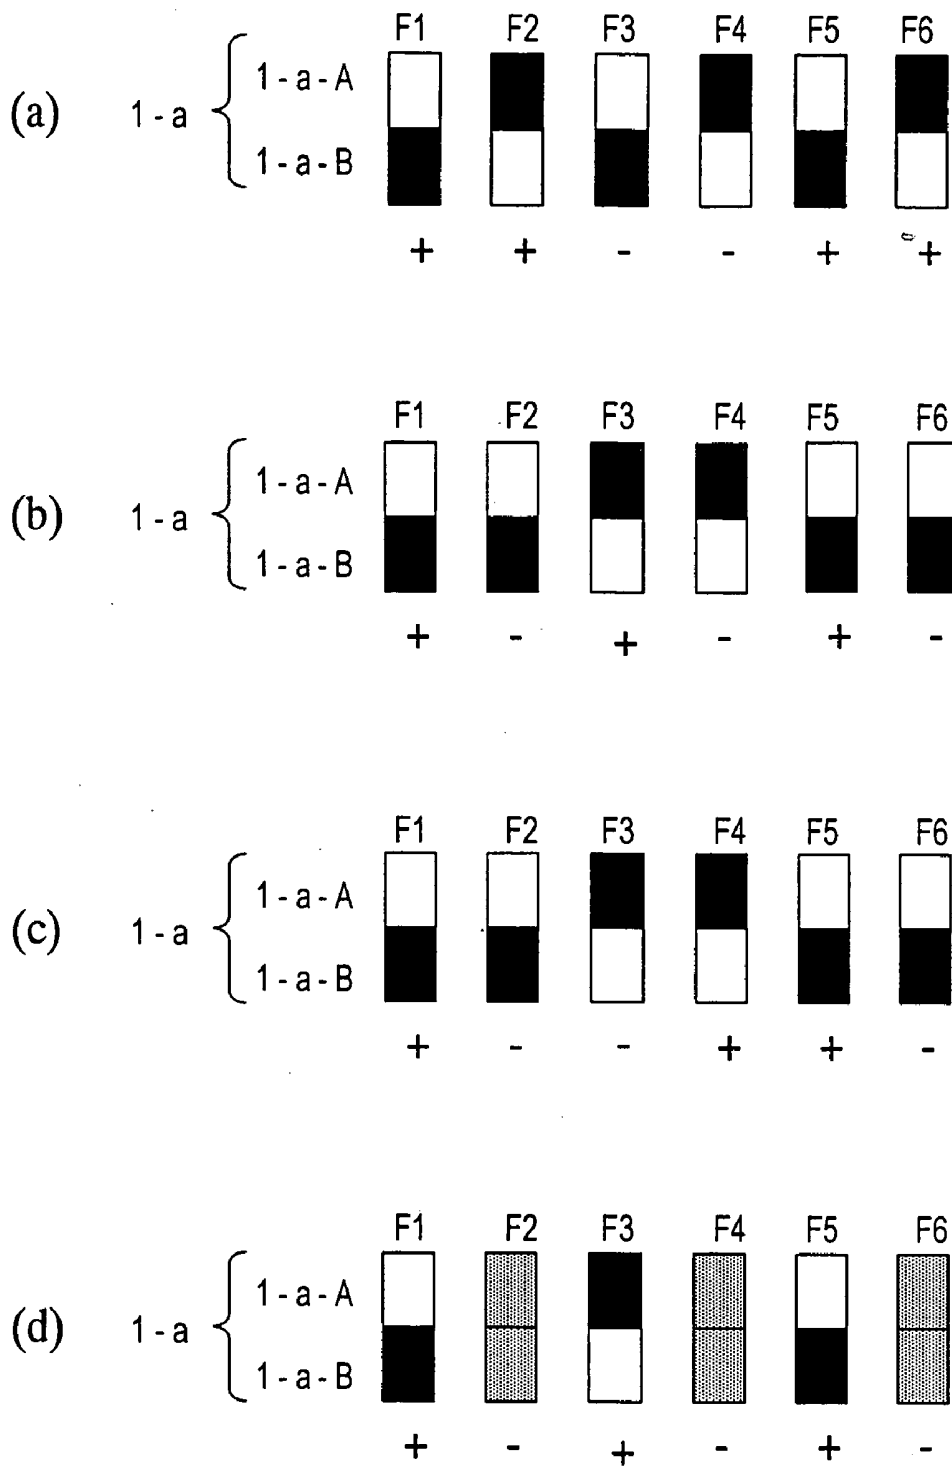 F1 F2 F3 F4 F5 F6
1-a-A
(a) 1-a
1-a-B
+ + - - + +
F1 F2 F3 F4 F5 F6
1-a-A
(b) 1-a
1-a-B
+ - + - + -
F1 F2 F3 F4 F5 F6
1-a-A
(c) 1-a
1-a-B
+ - - + + -
F1 F2 F3 F4 F5 F6
1-a-A
(d) 1-a
1-a-B
+ - + - + -